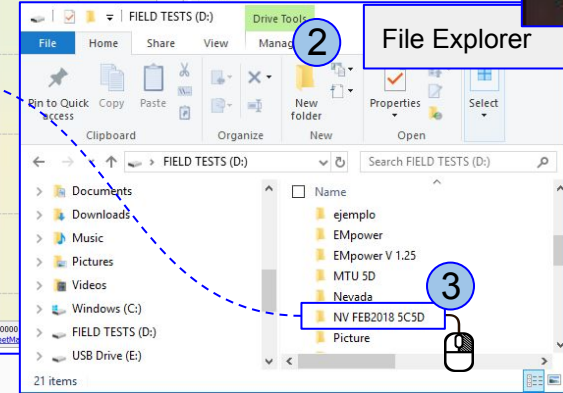 FIELD TESTS (D:)
Drive Tools
File Explorer
File Home Share View Manag
2
Pin to Quick access
Copy
Paste
New folder
Properties
Select
Clipboard Organize New Open
FIELD TESTS (D:)
Search FIELD TESTS (D:)
Documents
Downloads
Music
Pictures
Videos
Windows (C:)
FIELD TESTS (D:)
USB Drive (E:)
Name
ejemplo
EMpower
EMpower V 1.25
MTU 5D
Nevada
3
NV FEB2018 5C5D
Picture
0000
21 items